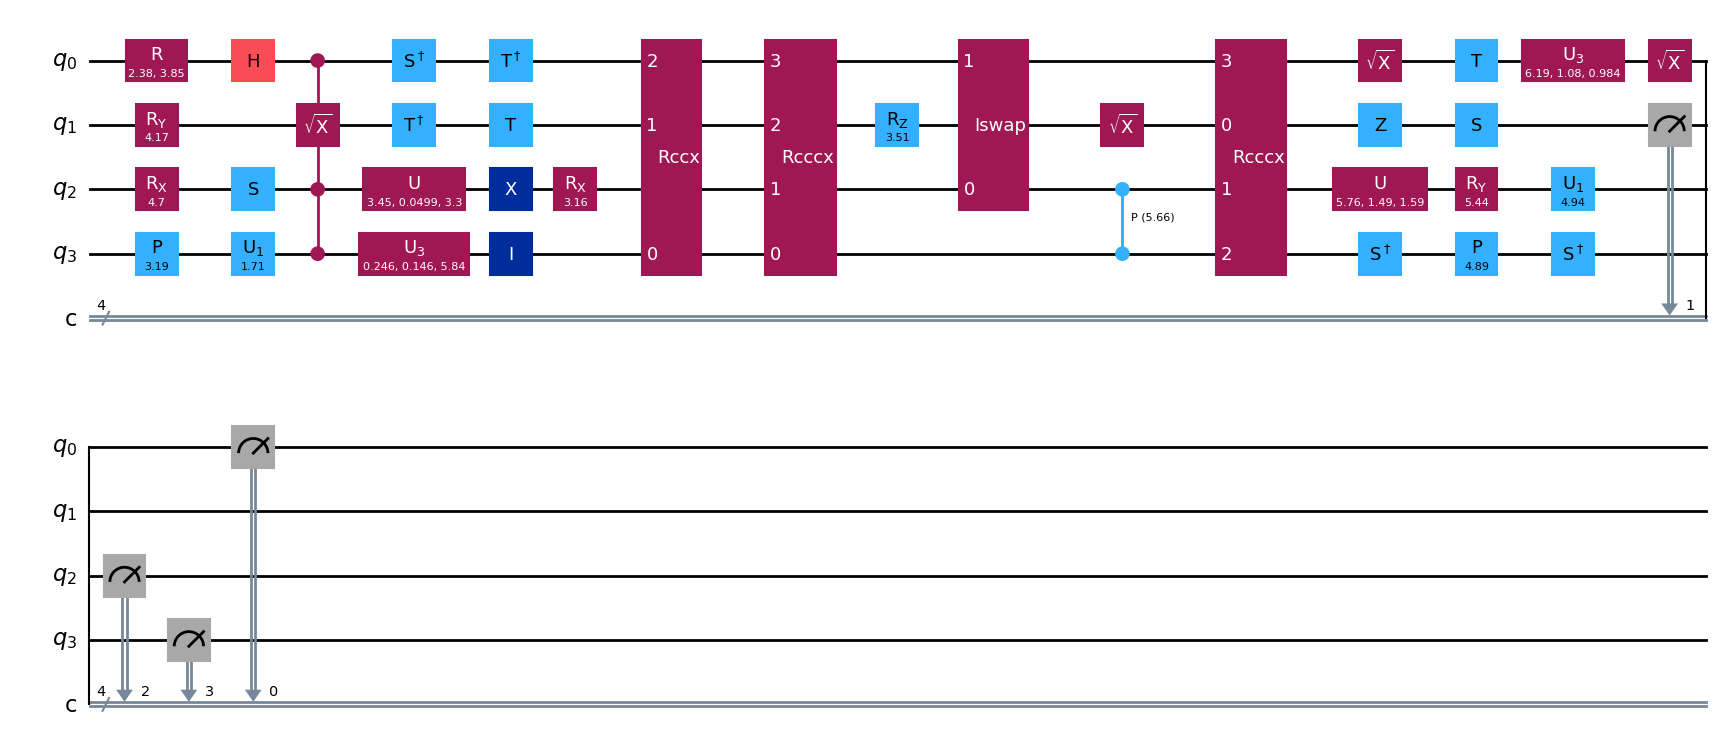 q0 R 2.38, 3.85 H S† T† 2 3 1 3 √X T U3 6.19, 1.08, 0.984 √X
q1 RY 4.17 √X T† T 1 2 RZ 3.51 Iswap √X 0 Z S
Rccx Rcccx Rcccx
q2 RX 4.7 S U 3.45, 0.0499, 3.3 X RX 3.16 1 0 1 U 5.76, 1.49, 1.59 RY 5.44 U1 4.94
P (5.66)
q3 P 3.19 U1 1.71 U3 0.246, 0.146, 5.84 I 0 0 2 S† P 4.89 S†
c 4 1
q0
q1
q2
q3
c 4 2 3 0